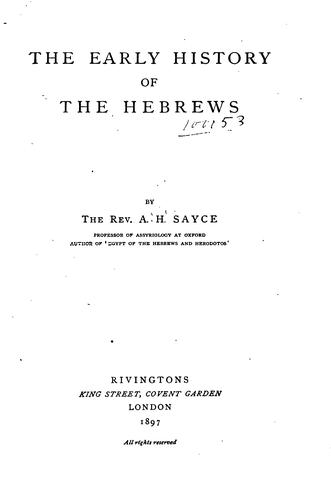 THE EARLY HISTORY
OF
THE HEBREWS
BY
THE REV. A. H. SAYCE
PROFESSOR OF ASSYRIOLOGY AT OXFORD
AUTHOR OF 'EGYPT OF THE HEBREWS AND HERODOTOS'
RIVINGTONS
KING STREET, COVENT GARDEN
LONDON
1897
All rights reserved